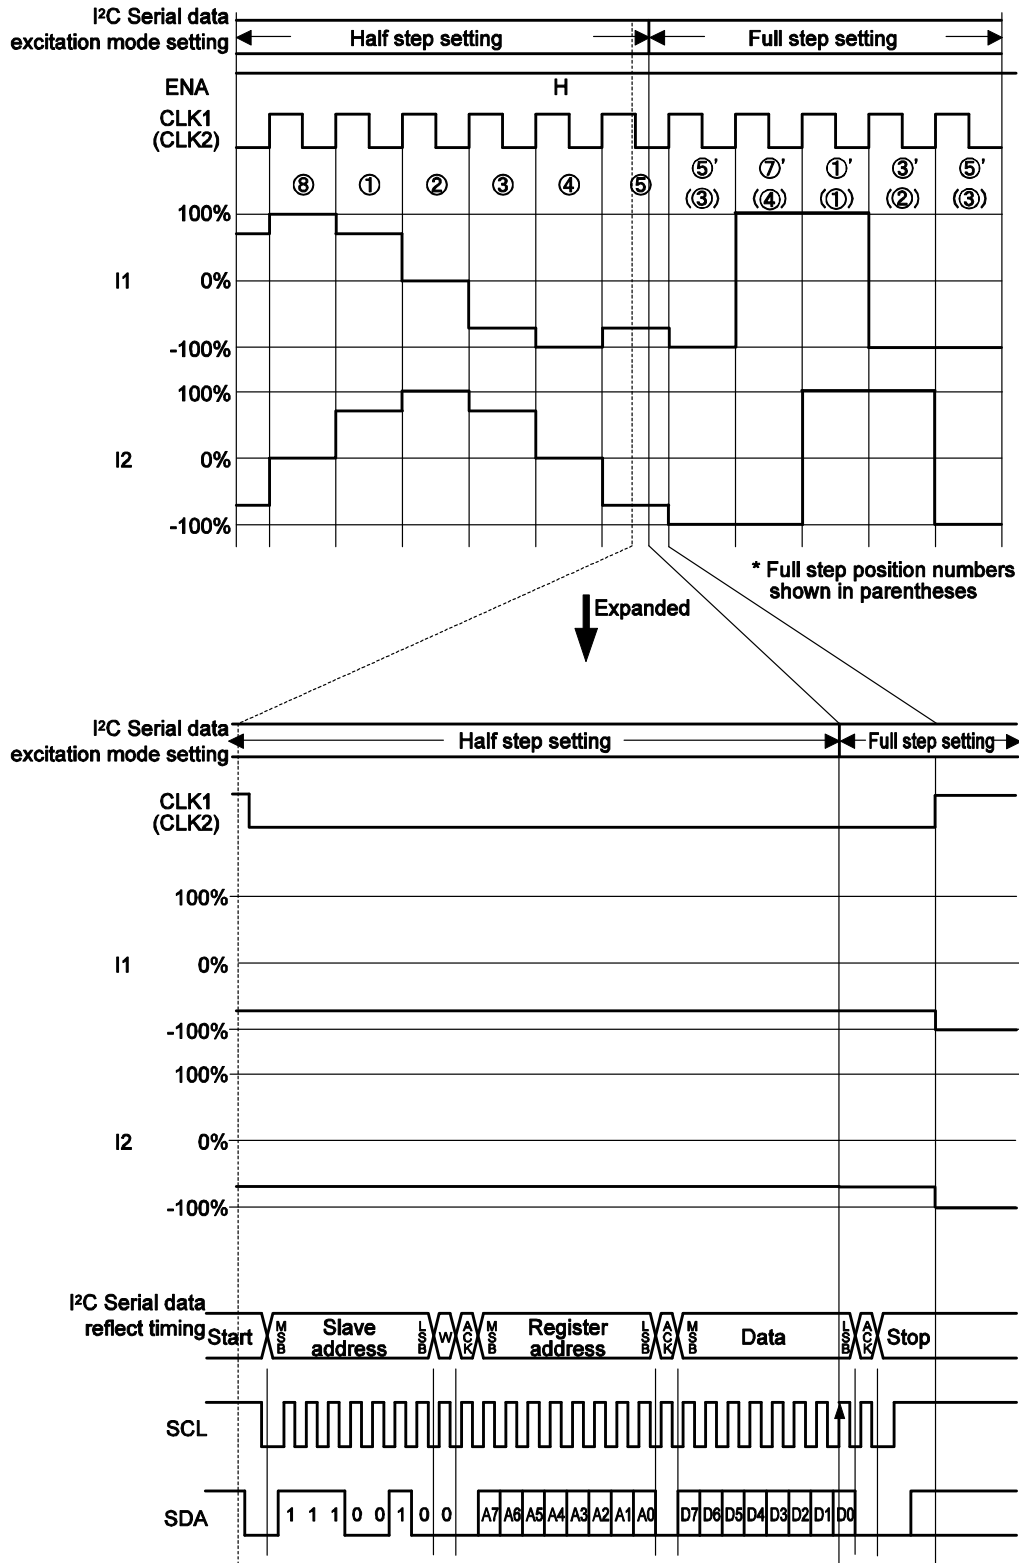 I²C Serial data
excitation mode setting
Half step setting
Full step setting
ENA
H
CLK1
(CLK2)
⑧ ① ② ③ ④ ⑤ ⑤’ ⑦’ ①’ ③’ ⑤’
(③) (④) (①) (②) (③)
100%
I1 0%
-100%
100%
I2 0%
-100%
* Full step position numbers
shown in parentheses
Expanded
I²C Serial data
excitation mode setting
Half step setting
Full step setting
CLK1
(CLK2)
100%
I1 0%
-100%
100%
I2 0%
-100%
I²C Serial data
reflect timing
Start MSB Slave address LSB W ACK MSB Register address LSB ACK MSB Data LSB ACK Stop
SCL
SDA 1 1 1 0 0 1 0 0 A7 A6 A5 A4 A3 A2 A1 A0 D7 D6 D5 D4 D3 D2 D1 D0